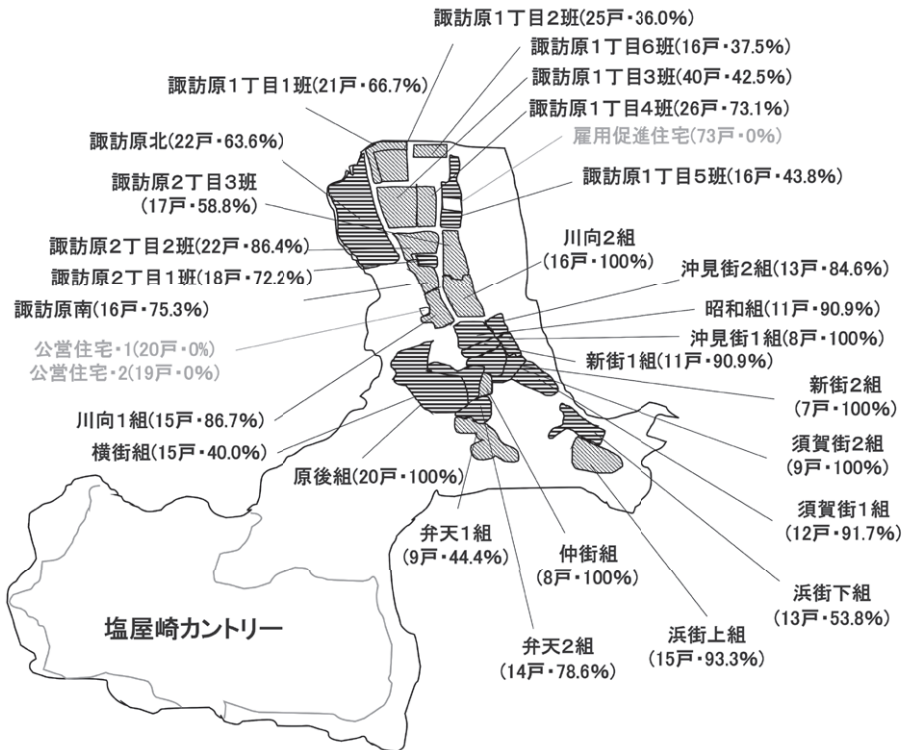 諏訪原1丁目2班(25戸・36.0%)
諏訪原1丁目6班(16戸・37.5%)
諏訪原1丁目1班(21戸・66.7%)
諏訪原1丁目3班(40戸・42.5%)
諏訪原1丁目4班(26戸・73.1%)
諏訪原北(22戸・63.6%)
雇用促進住宅(73戸・0%)
諏訪原2丁目3班
(17戸・58.8%)
諏訪原1丁目5班(16戸・43.8%)
諏訪原2丁目2班(22戸・86.4%)
川向2組
(16戸・100%)
諏訪原2丁目1班(18戸・72.2%)
沖見街2組(13戸・84.6%)
諏訪原南(16戸・75.3%)
昭和組(11戸・90.9%)
沖見街1組(8戸・100%)
公営住宅・1(20戸・0%)
新街1組(11戸・90.9%)
公営住宅・2(19戸・0%)
新街2組
(7戸・100%)
川向1組(15戸・86.7%)
須賀街2組
(9戸・100%)
横街組(15戸・40.0%)
原後組(20戸・100%)
須賀街1組
(12戸・91.7%)
弁天1組
(9戸・44.4%)
仲街組
(8戸・100%)
浜街下組
(13戸・53.8%)
塩屋崎カントリー
浜街上組
(15戸・93.3%)
弁天2組
(14戸・78.6%)